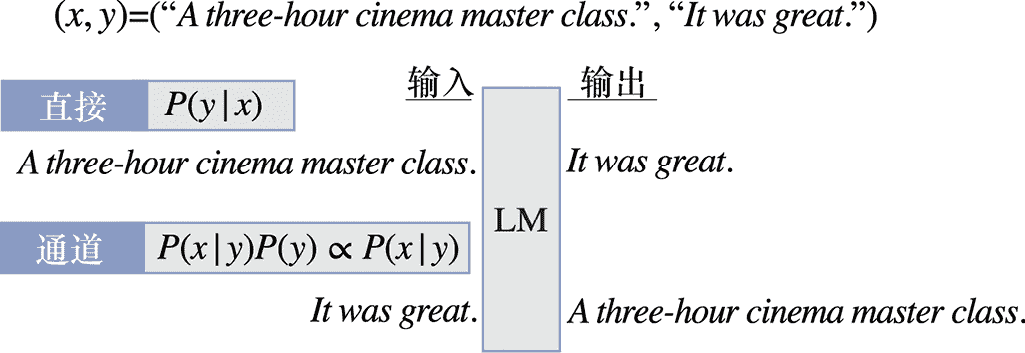 (x, y)=(“A three-hour cinema master class.”, “It was great.”)
输入 输出
直接 P(y|x)
A three-hour cinema master class. It was great.
LM
通道 P(x|y)P(y) ∝ P(x|y)
It was great. A three-hour cinema master class.